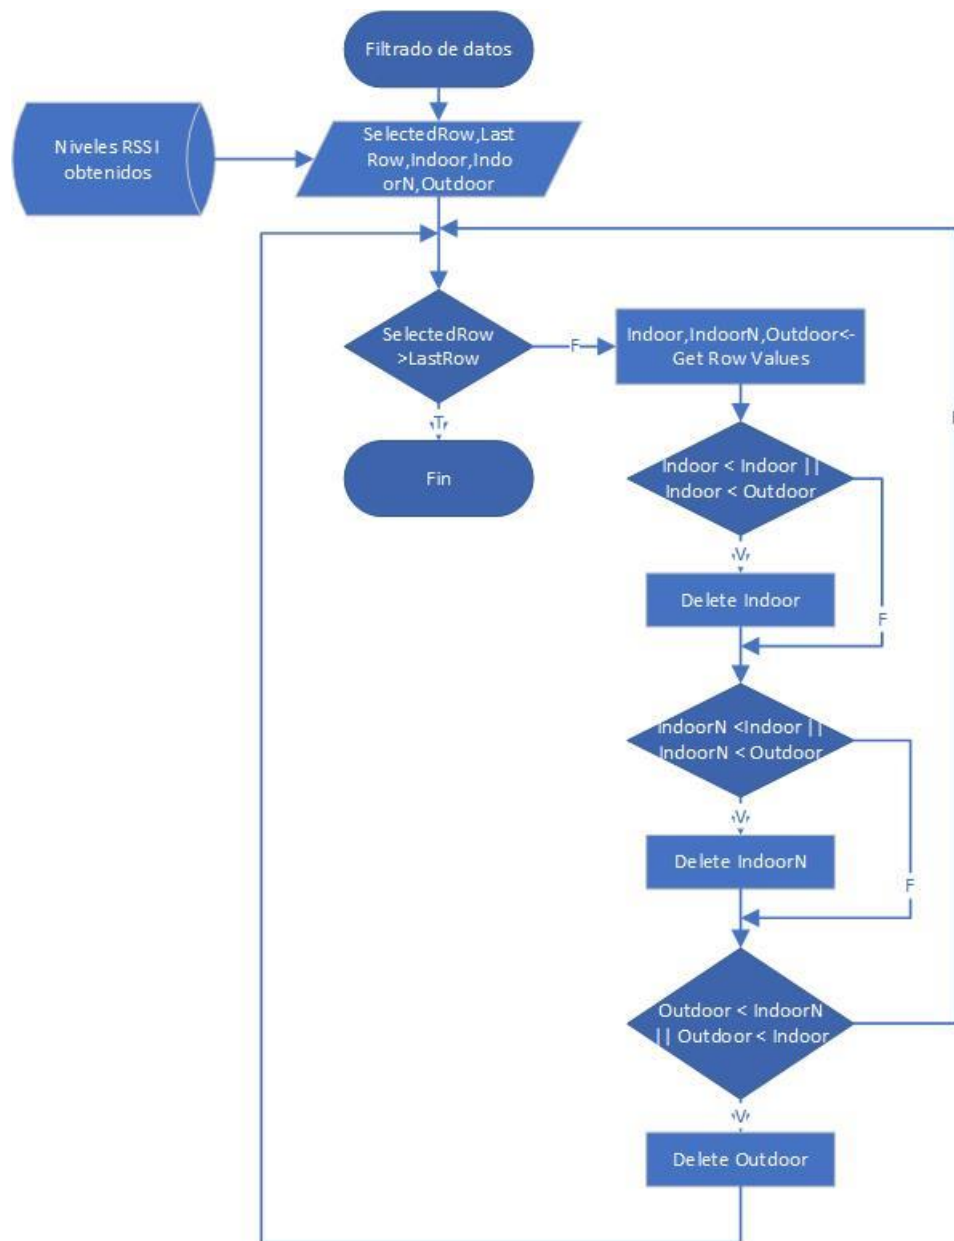 Filtrado de datos
Niveles RSSI
obtenidos
SelectedRow,Last
Row,Indoor,Indo
orN,Outdoor
SelectedRow
>LastRow
F
Indoor,IndoorN,Outdoor<-
Get Row Values
T
Fin
Indoor < Indoor ||
Indoor < Outdoor
V
F
Delete Indoor
IndoorN <Indoor ||
IndoorN < Outdoor
V
F
Delete IndoorN
Outdoor < IndoorN
|| Outdoor < Indoor
V
Delete Outdoor